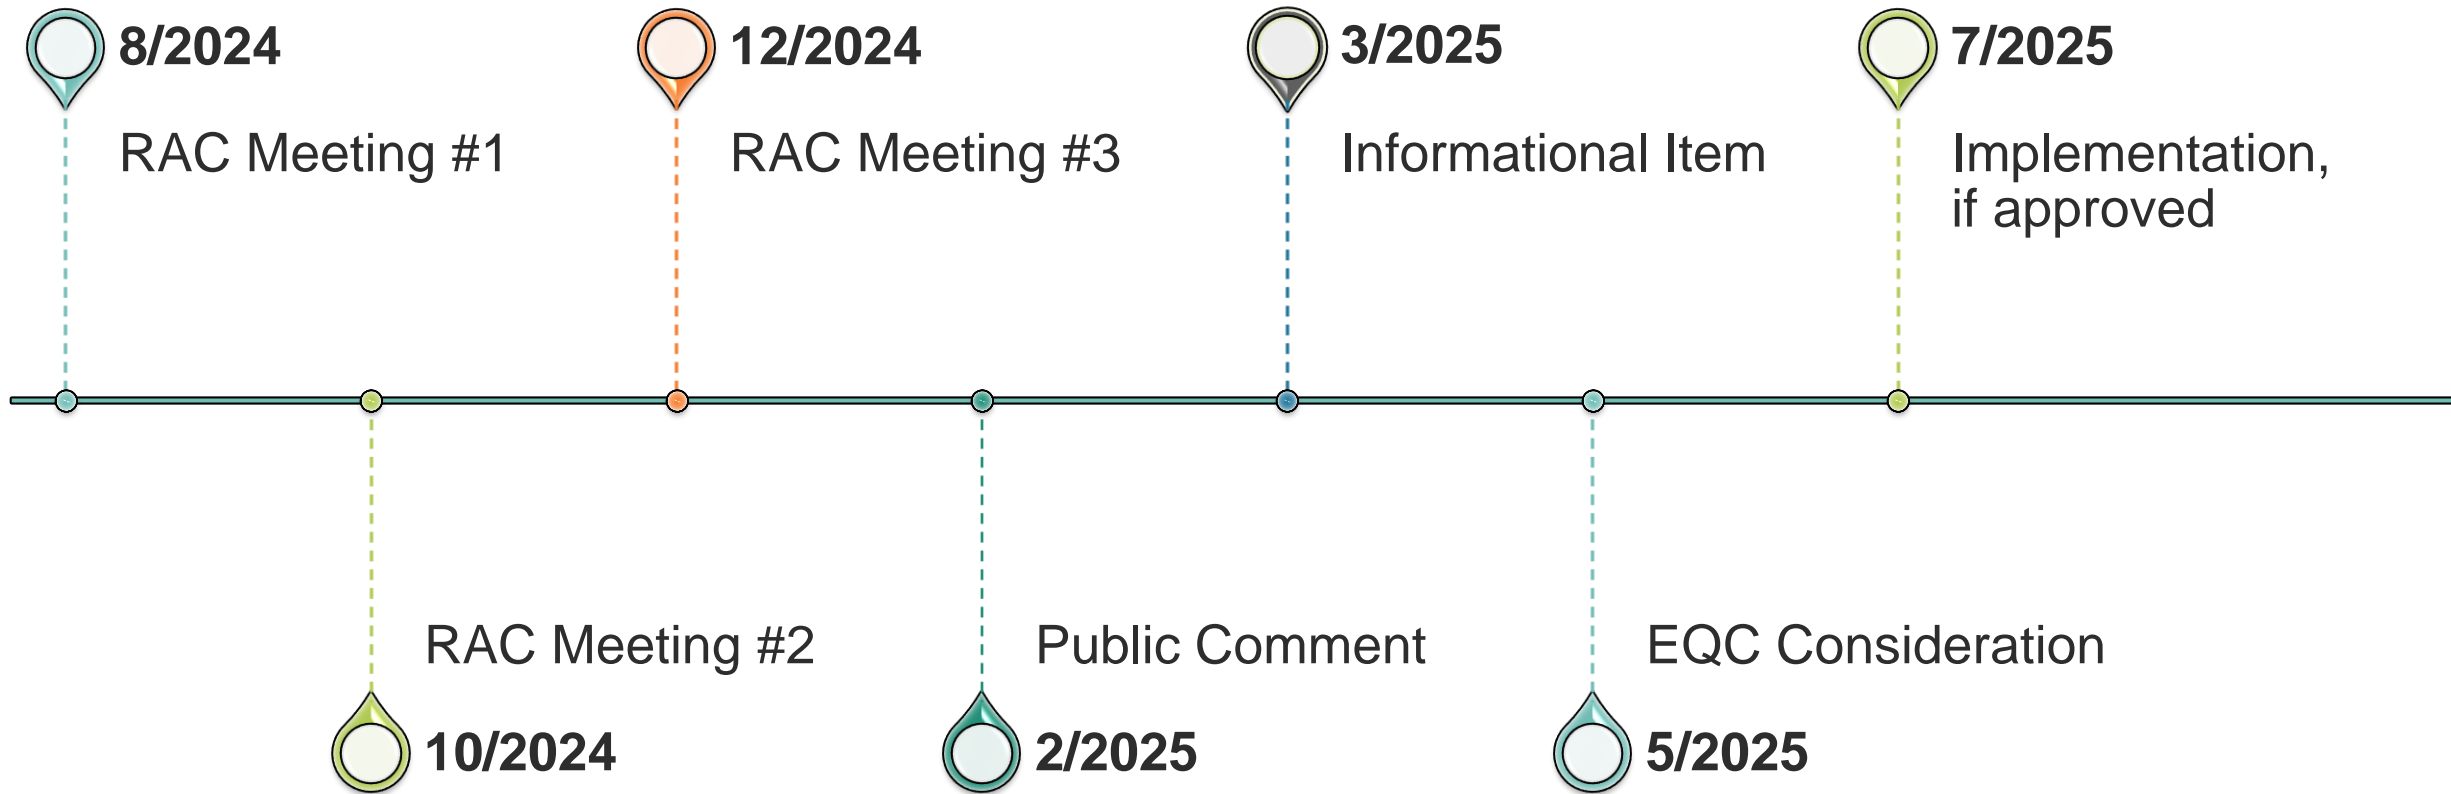 8/2024
RAC Meeting #1
10/2024
RAC Meeting #2
12/2024
RAC Meeting #3
2/2025
Public Comment
3/2025
Informational Item
5/2025
EQC Consideration
7/2025
Implementation,
if approved